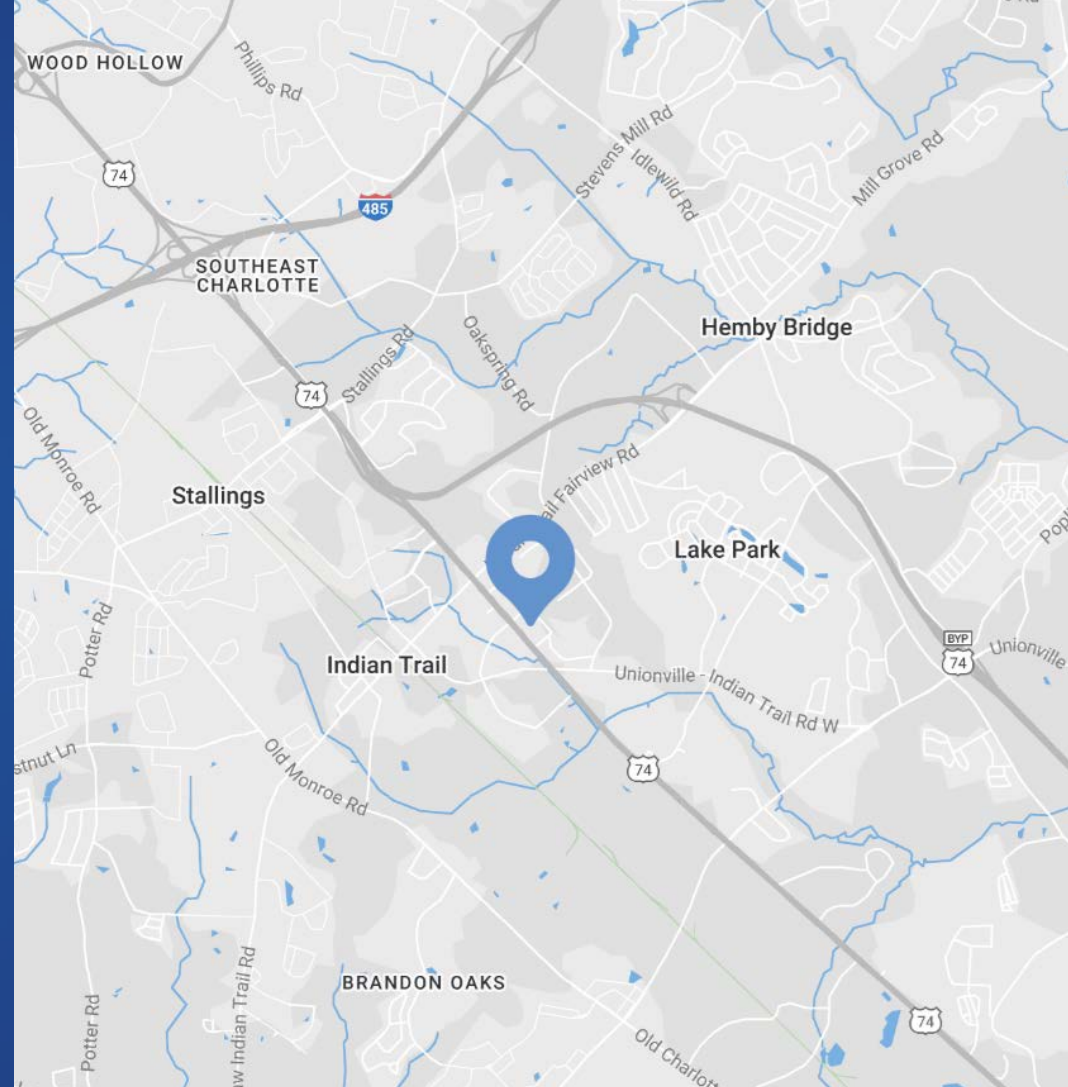 WOOD HOLLOW
Phillips Rd
74
485
Stevens Mill Rd
Idlewild Rd
Mill Grove Rd
SOUTHEAST
CHARLOTTE
Hemby Bridge
Stallings Rd
Oakspring Rd
74
Old Monroe Rd
Stallings
Fairview Rd
Lake Park
Potter Rd
BYP
74
Unionville
Indian Trail
Unionville - Indian Trail Rd W
Old Monroe Rd
74
BRANDON OAKS
Indian Trail Rd
Potter Rd
74
Old